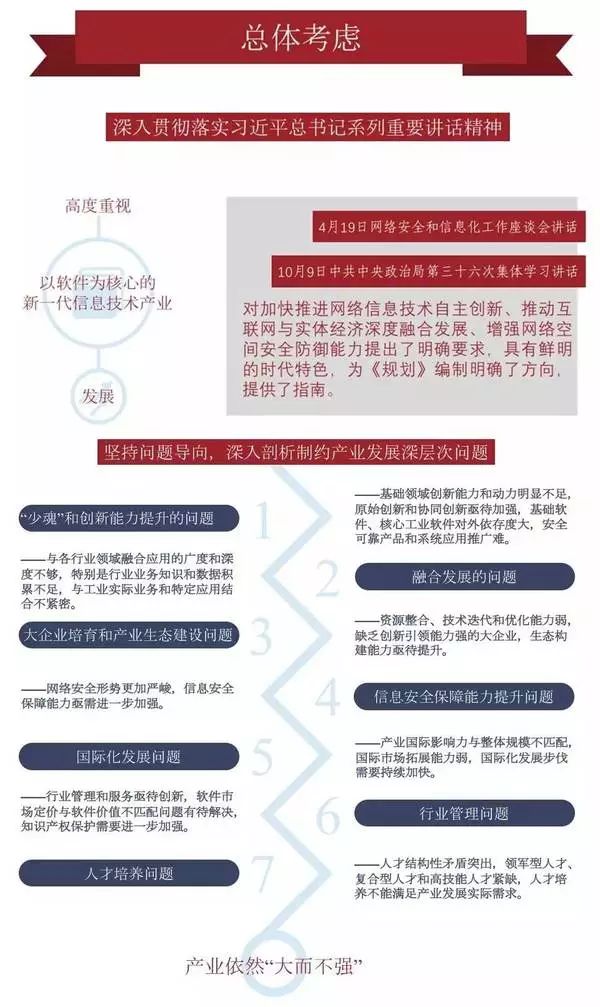 总体考虑
深入贯彻落实习近平总书记系列重要讲话精神
高度重视
以软件为核心的
新一代信息技术产业
发展
4月19日网络安全和信息化工作座谈会讲话
10月9日中共中央政治局第三十六次集体学习讲话
对加快推进网络信息技术自主创新、推动互
联网与实体经济深度融合发展、增强网络空
间安全防御能力提出了明确要求，具有鲜明
的时代特色，为《规划》编制明确了方向，
提供了指南。
坚持问题导向，深入剖析制约产业发展深层次问题
“少魂”和创新能力提升的问题
1
——基础领域创新能力和动力明显不足，
原始创新和协同创新亟待加强，基础软
件、核心工业软件对外依存度大，安全
可靠产品和系统应用推广难。
2
融合发展的问题
——与各行业领域融合应用的广度和深
度不够，特别是行业业务知识和数据积
累不足，与工业实际业务和特定应用结
合不紧密。
大企业培育和产业生态建设问题
3
——资源整合、技术迭代和优化能力弱，
缺乏创新引领能力强的大企业，生态构
建能力亟待提升。
4
信息安全保障能力提升问题
——网络安全形势更加严峻，信息安全
保障能力亟需进一步加强。
国际化发展问题
5
——产业国际影响力与整体规模不匹配，
国际市场拓展能力弱，国际化发展步伐
需要持续加快。
6
行业管理问题
——行业管理和服务亟待创新，软件市
场定价与软件价值不匹配问题有待解决，
知识产权保护需要进一步加强。
人才培养问题
7
——人才结构性矛盾突出，领军型人才、
复合型人才和高技能人才紧缺，人才培
养不能满足产业发展实际需求。
产业依然“大而不强”